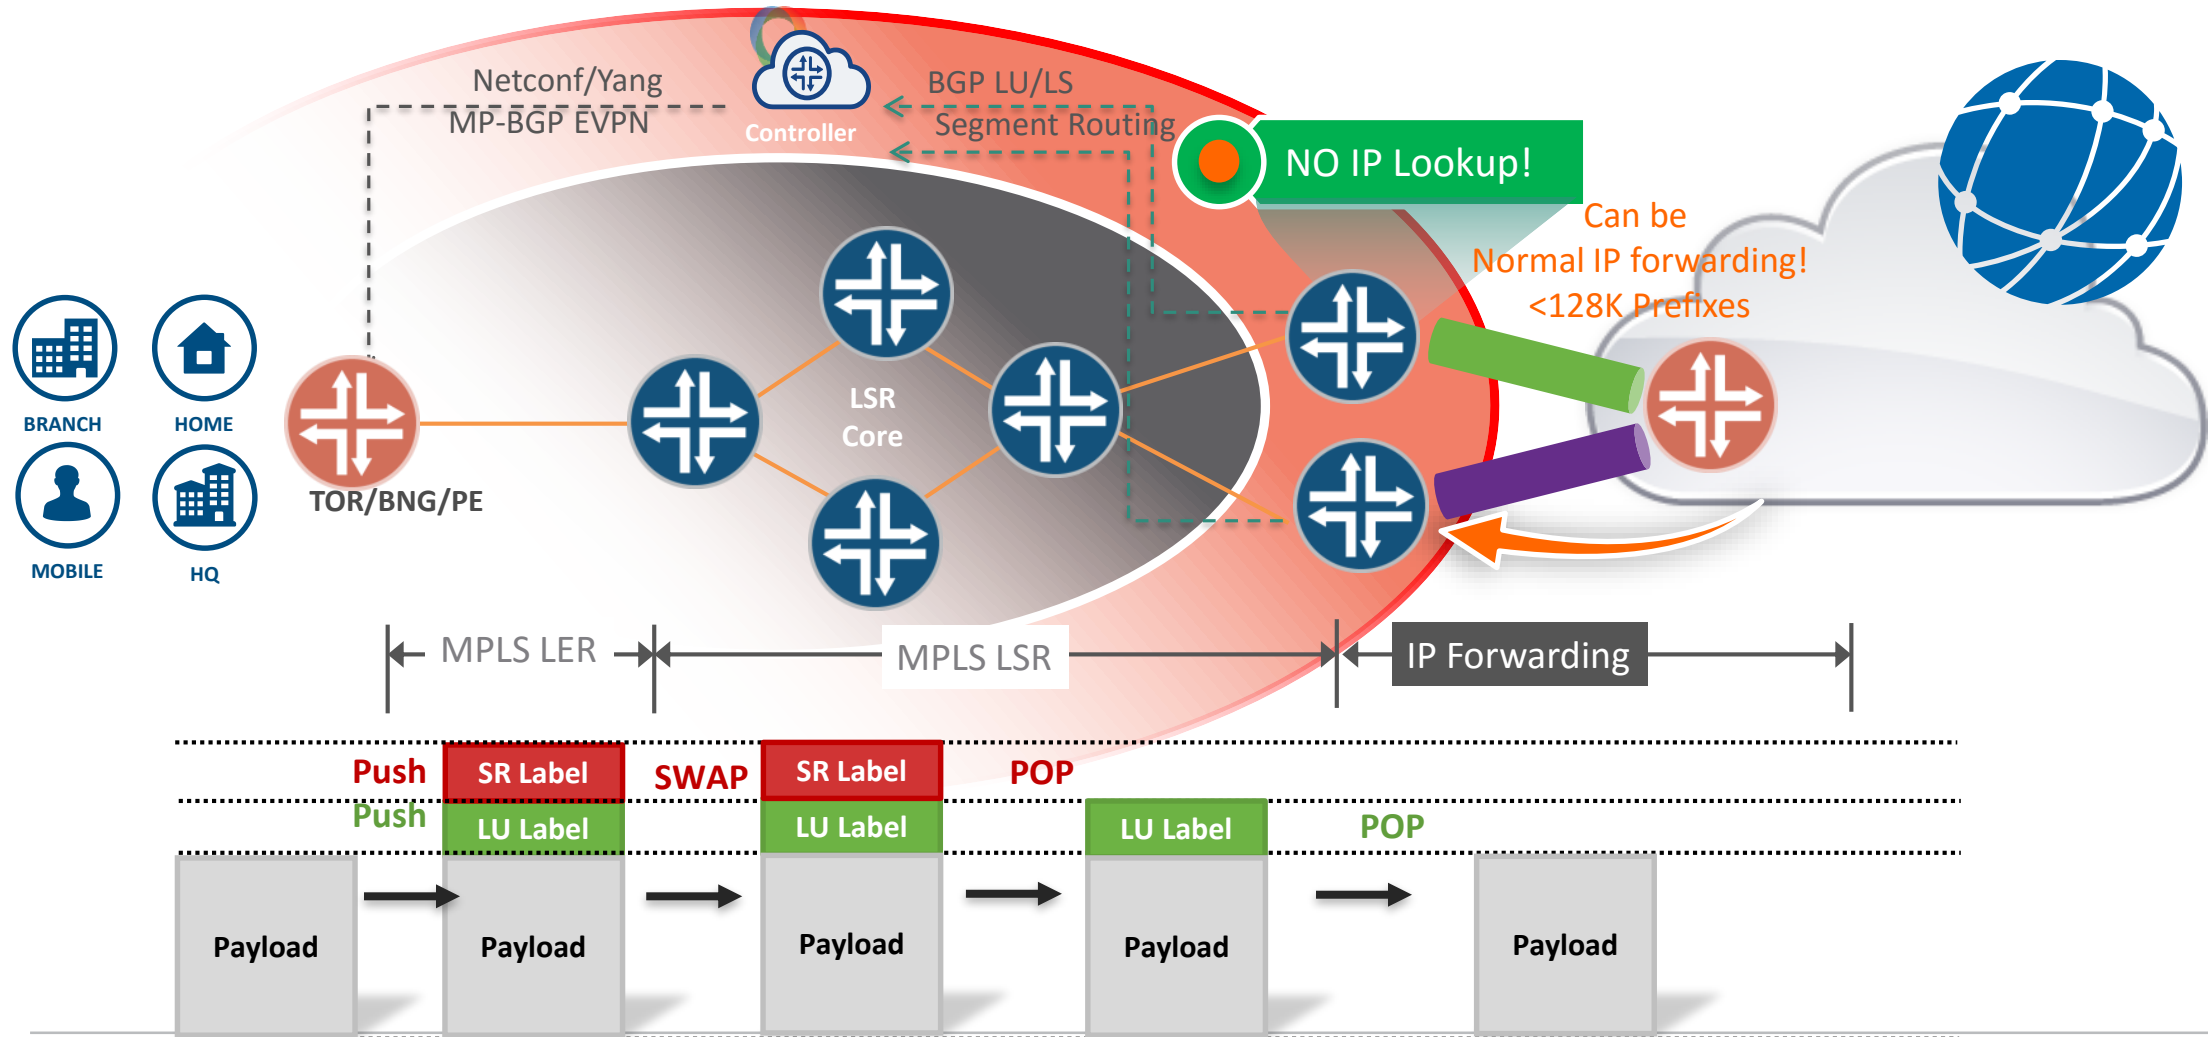 Netconf/Yang
MP-BGP EVPN
Controller
BGP LU/LS
Segment Routing
NO IP Lookup!
Can be
Normal IP forwarding!
<128K Prefixes
BRANCH
HOME
MOBILE
HQ
TOR/BNG/PE
LSR
Core
MPLS LER
MPLS LSR
IP Forwarding
Push
SR Label
SWAP
SR Label
POP
Push
LU Label
LU Label
LU Label
POP
Payload
Payload
Payload
Payload
Payload